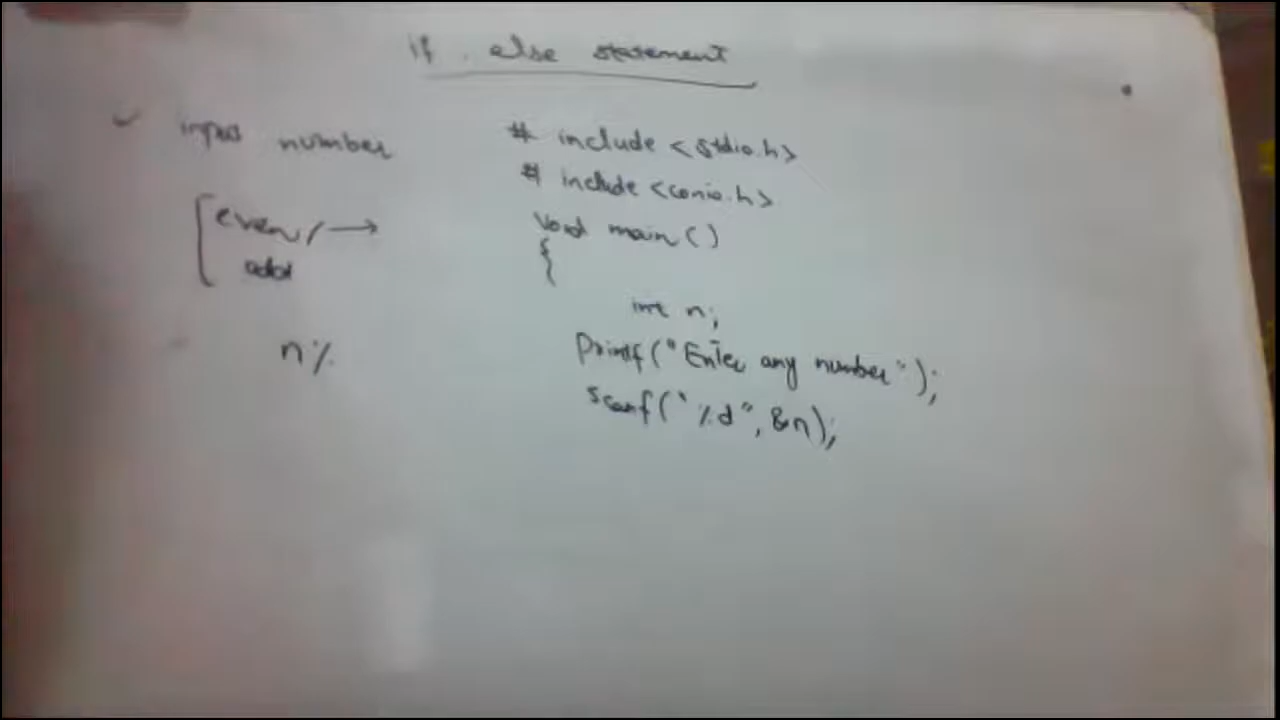 if else statement
input number
even/ →
odd
n%
# include <stdio.h>
# include <conio.h>
void main()
{
int n;
Printf("Enter any number");
scanf("%d", &n);